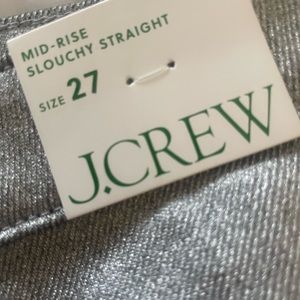 MID-RISE
SLOUCHY STRAIGHT
SIZE 27
J.CREW